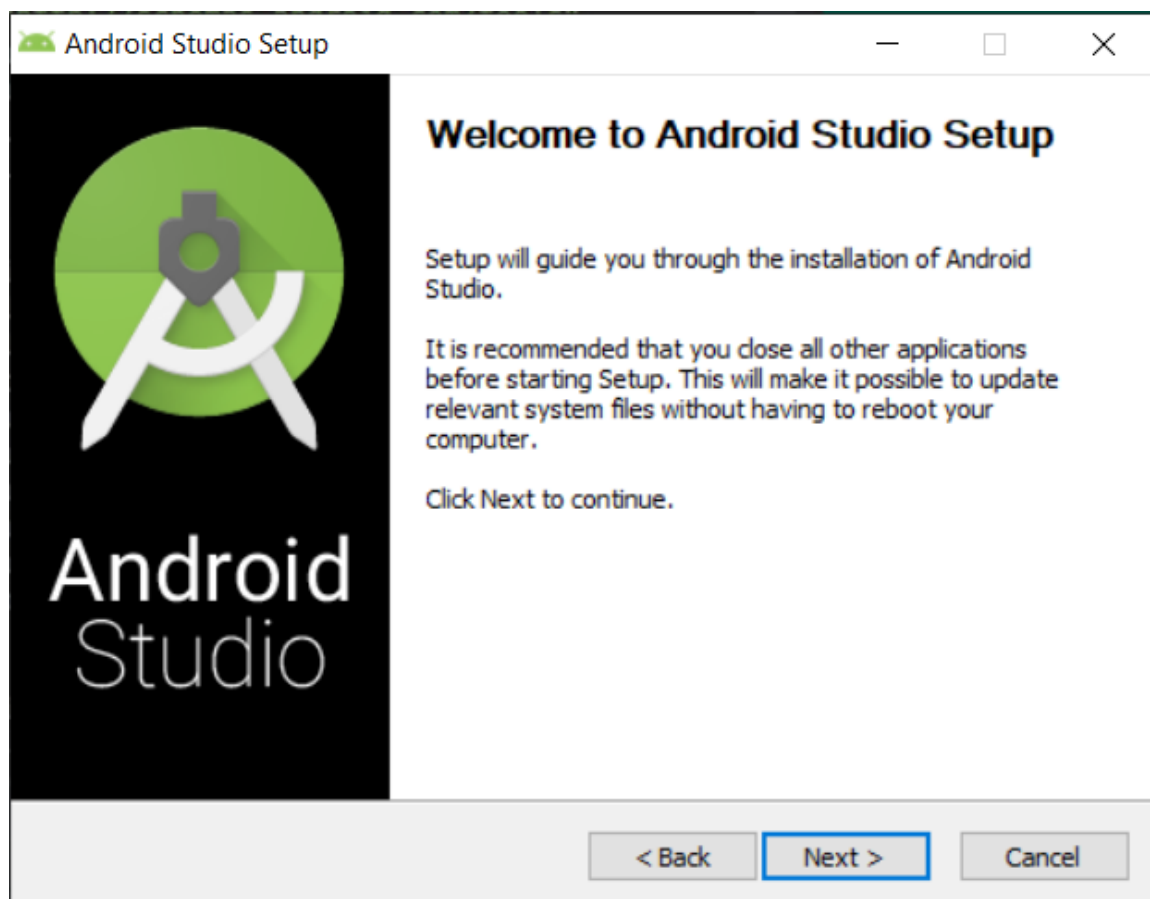 Android Studio Setup
Welcome to Android Studio Setup
Setup will guide you through the installation of Android
Studio.
It is recommended that you close all other applications
before starting Setup. This will make it possible to update
relevant system files without having to reboot your
computer.
Click Next to continue.
Android
Studio
< Back
Next >
Cancel